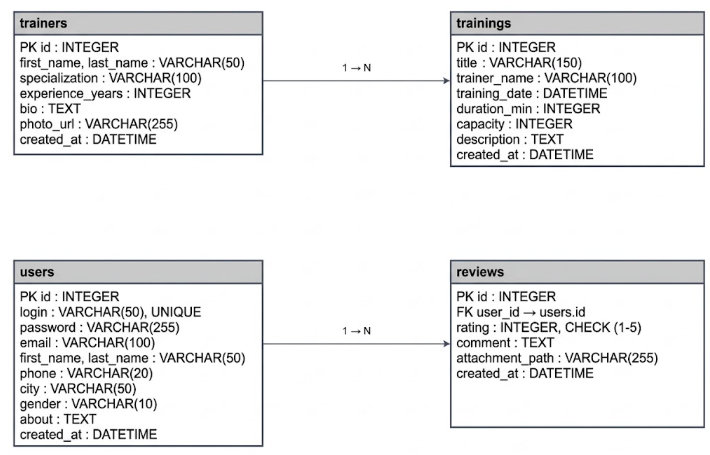 trainers
PK id : INTEGER
first_name, last_name : VARCHAR(50)
specialization : VARCHAR(100)
experience_years : INTEGER
bio : TEXT
photo_url : VARCHAR(255)
created_at : DATETIME
1 → N
trainings
PK id : INTEGER
title : VARCHAR(150)
trainer_name : VARCHAR(100)
training_date : DATETIME
duration_min : INTEGER
capacity : INTEGER
description : TEXT
created_at : DATETIME
users
PK id : INTEGER
login : VARCHAR(50), UNIQUE
password : VARCHAR(255)
email : VARCHAR(100)
first_name, last_name : VARCHAR(50)
phone : VARCHAR(20)
city : VARCHAR(50)
gender : VARCHAR(10)
about : TEXT
created_at : DATETIME
1 → N
reviews
PK id : INTEGER
FK user_id → users.id
rating : INTEGER, CHECK (1-5)
comment : TEXT
attachment_path : VARCHAR(255)
created_at : DATETIME